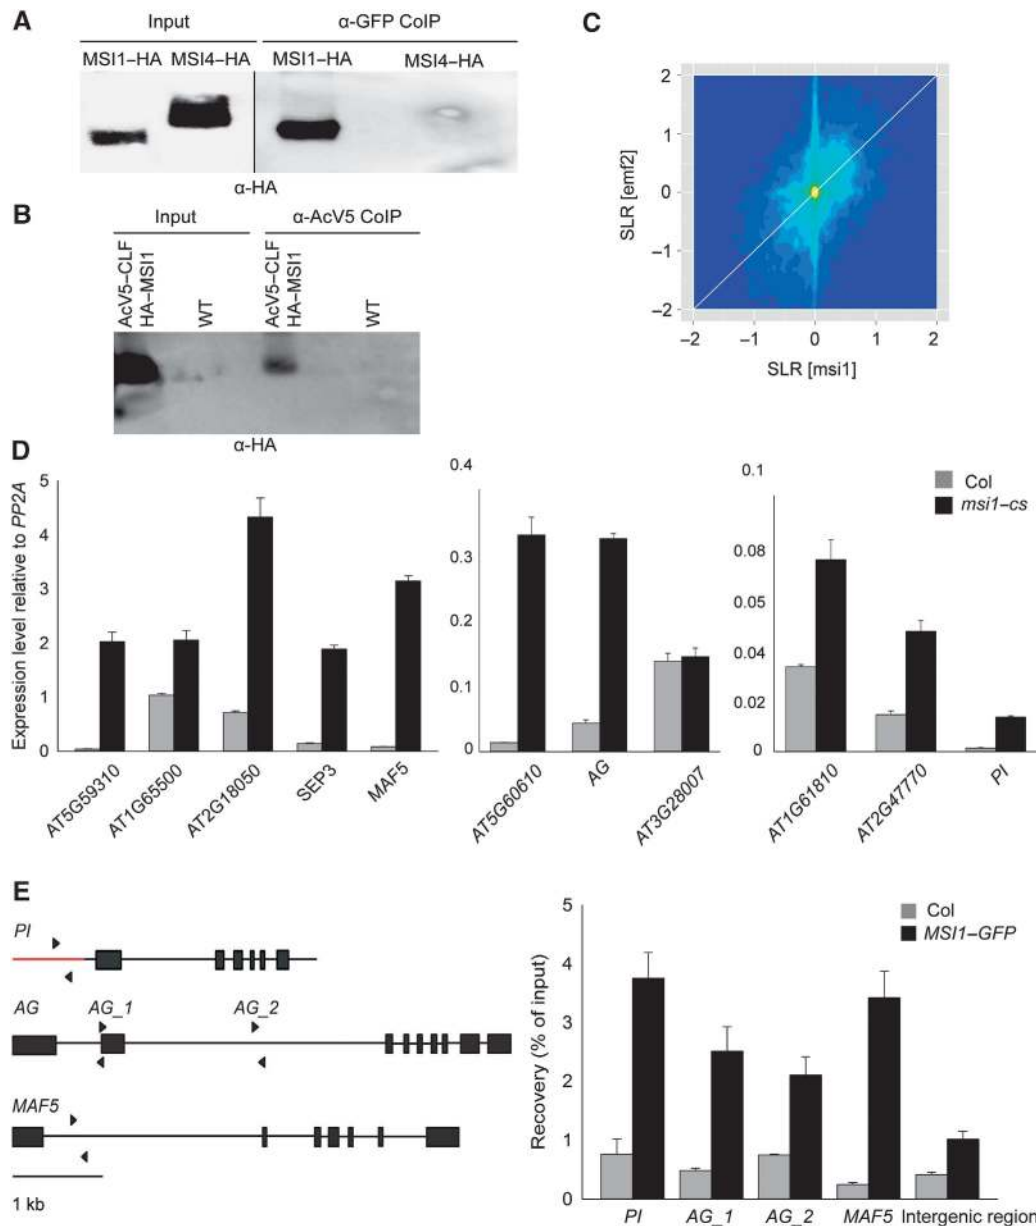 A
Input
α-GFP CoIP
MSI1–HA
MSI4–HA
MSI1–HA
MSI4–HA
α-HA
B
Input
α-AcV5 CoIP
AcV5–CLF
HA–MSI1
WT
AcV5–CLF
HA–MSI1
WT
α-HA
C
SLR [emf2]
2
1
0
–1
–2
–2
–1
0
1
2
SLR [msi1]
D
Expression level relative to PP2A
5
4
3
2
1
0
AT5G59310
AT1G65500
AT2G18050
SEP3
MAF5
0.4
0.3
0.2
0.1
0
AT5G60610
AG
AT3G28007
0.1
0.08
0.05
0.04
0.02
0
AT1G61810
AT2G47770
PI
Col
msi1–cs
E
PI
AG
AG_1
AG_2
MAF5
1 kb
Recovery (% of input)
5
4
3
2
1
0
PI
AG_1
AG_2
MAF5
Intergenic region
Col
MSI1–GFP